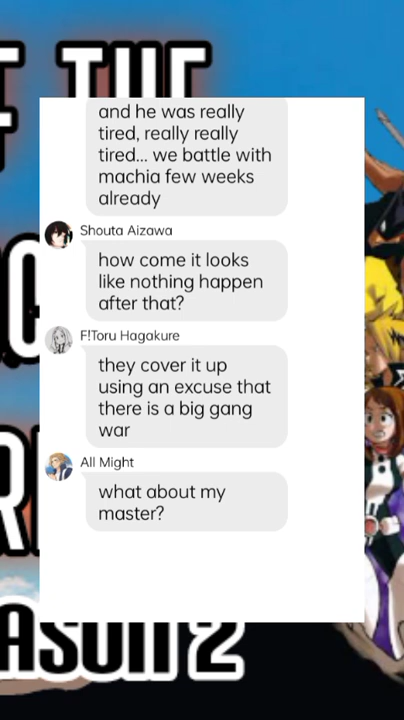 F THE
and he was really
tired, really really
tired... we battle with
machia few weeks
already
Shouta Aizawa
how come it looks
like nothing happen
after that?
F!Toru Hagakure
they cover it up
using an excuse that
there is a big gang
war
All Might
what about my
master?
ASON 2